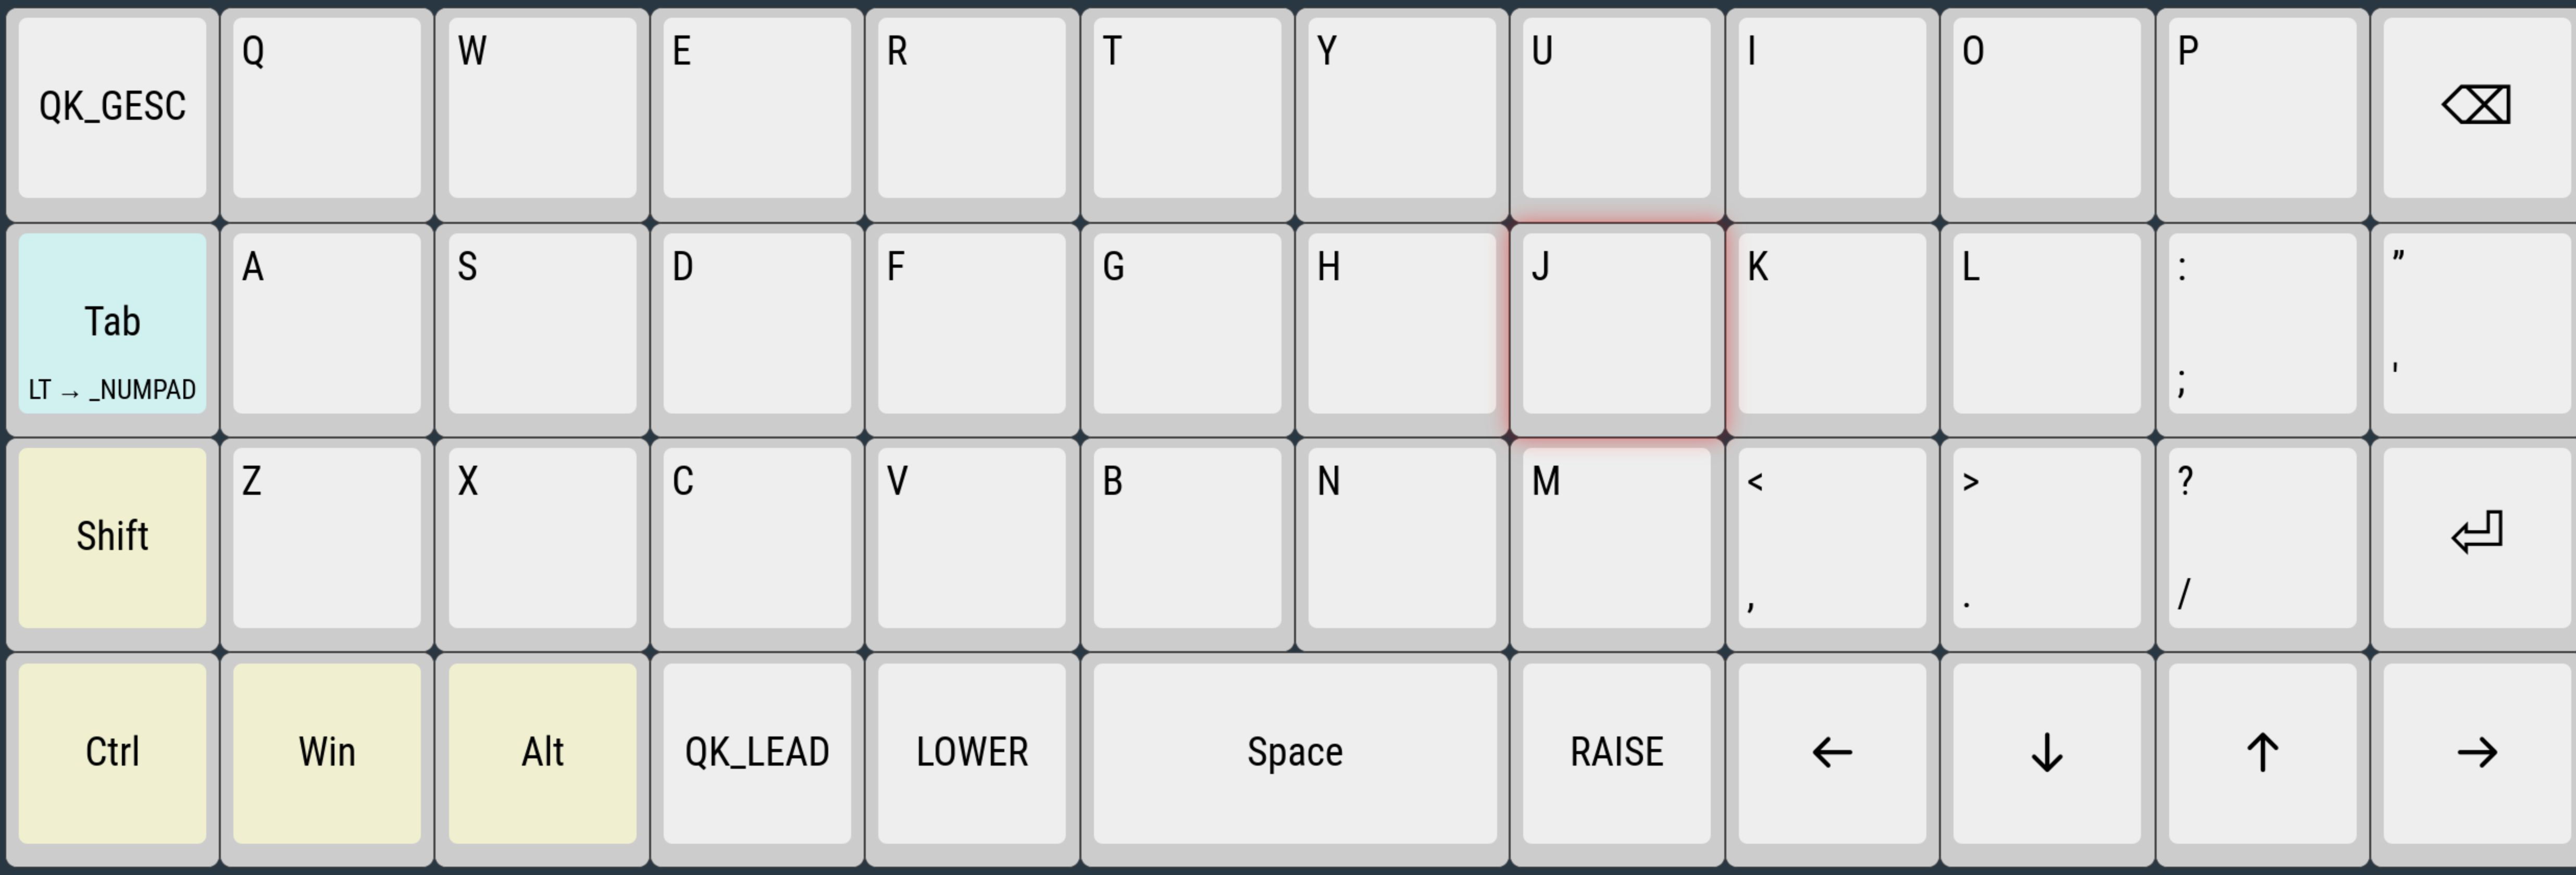 QK_GESC Q W E R T Y U I O P ⌫
Tab A S D F G H J K L : ”
; '
LT → _NUMPAD
Shift Z X C V B N M < > ? ⏎
, . /
Ctrl Win Alt QK_LEAD LOWER Space RAISE ← ↓ ↑ →